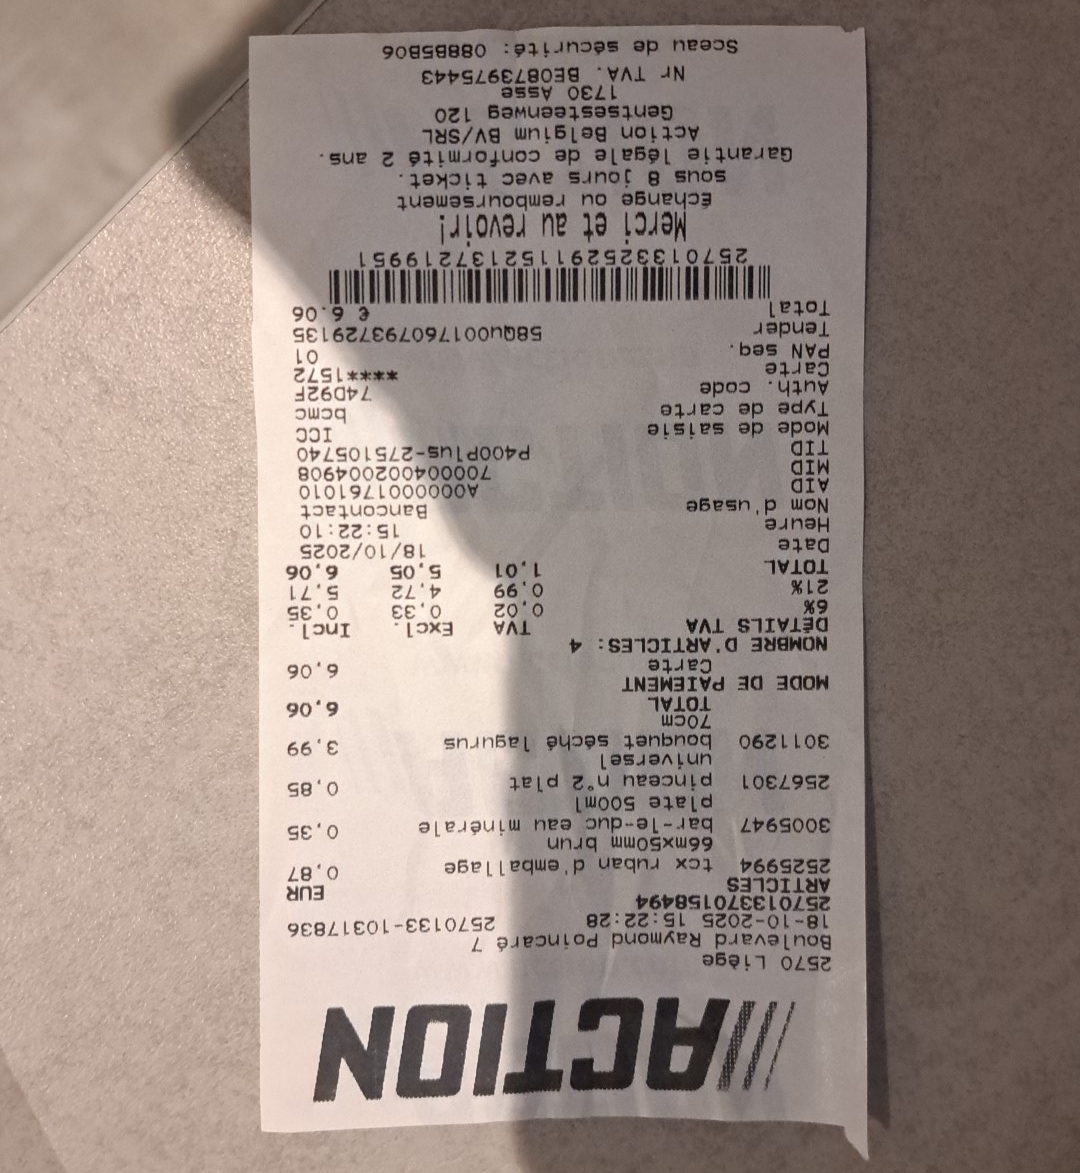 ACTION
2570 Liège
Boulevard Raymond Poincaré 7
18-10-2025 15:22:28 2570133-10317836
257013370158494
ARTICLES EUR
2525994 tcx ruban d'emballage 0,87
66mx50mm brun
3005947 bar-le-duc eau minérale 0,35
plate 500ml
2567301 pinceau n°2 plat 0,85
universel
3011290 bouquet séché lagurus 3,99
70cm
TOTAL 6,06
MODE DE PAIEMENT
Carte 6,06
NOMBRE D'ARTICLES: 4
DÉTAILS TVA TVA Excl. Incl.
6% 0,02 0,33 0,35
21% 0,99 4,72 5,71
TOTAL 1,01 5,05 6,06
Date 18/10/2025
Heure 15:22:10
Nom d'usage Bancontact
AID A0000001761010
MID 700004002004908
TID P400Plus-275105740
Mode de saisie ICC
Type de carte bcmc
Auth. code 74D92F
Carte ****1572
PAN seq. 01
Tender 58QU001760793729135
Total € 6.06
257013325291152137219951
Merci et au revoir!
Échange ou remboursement
sous 8 jours avec ticket.
Garantie légale de conformité 2 ans.
Action Belgium BV/SRL
Gentsesteenweg 120
1730 Asse
Nr TVA. BE0873975443
Sceau de sécurité: 088B5B06